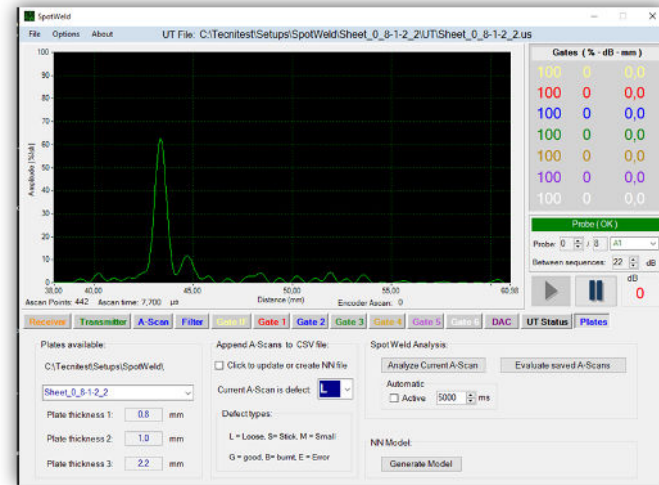 SpotWeld
File Options About UT File: C:\Tecnitest\Setups\SpotWeld\Sheet_0_8-1-2_2\UT\Sheet_0_8-1-2_2.us
Gates ( % - dB - mm )
100 0 0,0
100 0 0,0
100 0 0,0
100 0 0,0
100 0 0,0
100 0 0,0
100 0 0,0
Amplitude [%/dB]
100
90
80
70
60
50
40
30
20
10
0
40,00 45,00 50,00 55,00
Distance (mm)
Ascan Points: 442 Ascan time: 7,700 µs Encoder Ascan: 0
Probe ( OK )
Probe: 0 / 8 A1
Between sequences: 22 dB
dB
0
Receiver Transmitter A-Scan Filter Gate IF Gate 1 Gate 2 Gate 3 Gate 4 Gate 5 Gate 6 DAC UT Status Plates
Plates available:
C:\Tecnitest\Setups\SpotWeld\
Sheet_0_8-1-2_2
Plate thickness 1: 0.8 mm
Plate thickness 2: 1.0 mm
Plate thickness 3: 2.2 mm
Append A-Scans to CSV file:
Click to update or create NN file
Current A-Scan is defect: L
Defect types:
L = Loose, S= Stick, M = Small
G = good, B= burnt, E = Error
Spot Weld Analysis:
Analyze Current A-Scan Evaluate saved A-Scans
Automatic
Active 5000 ms
NN Model:
Generate Model